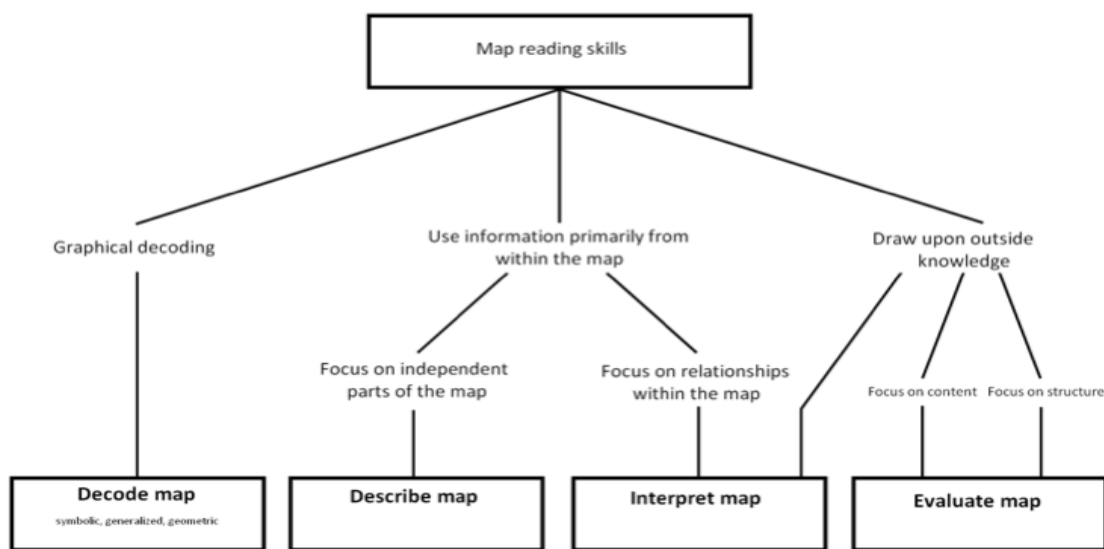 Map reading skills
Graphical decoding
Use information primarily from
within the map
Draw upon outside
knowledge
Focus on independent
parts of the map
Focus on relationships
within the map
Focus on content
Focus on structure
Decode map
symbolic, generalized, geometric
Describe map
Interpret map
Evaluate map